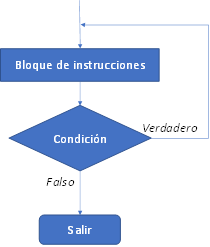 Bloque de instrucciones
Condición
Verdadero
Falso
Salir